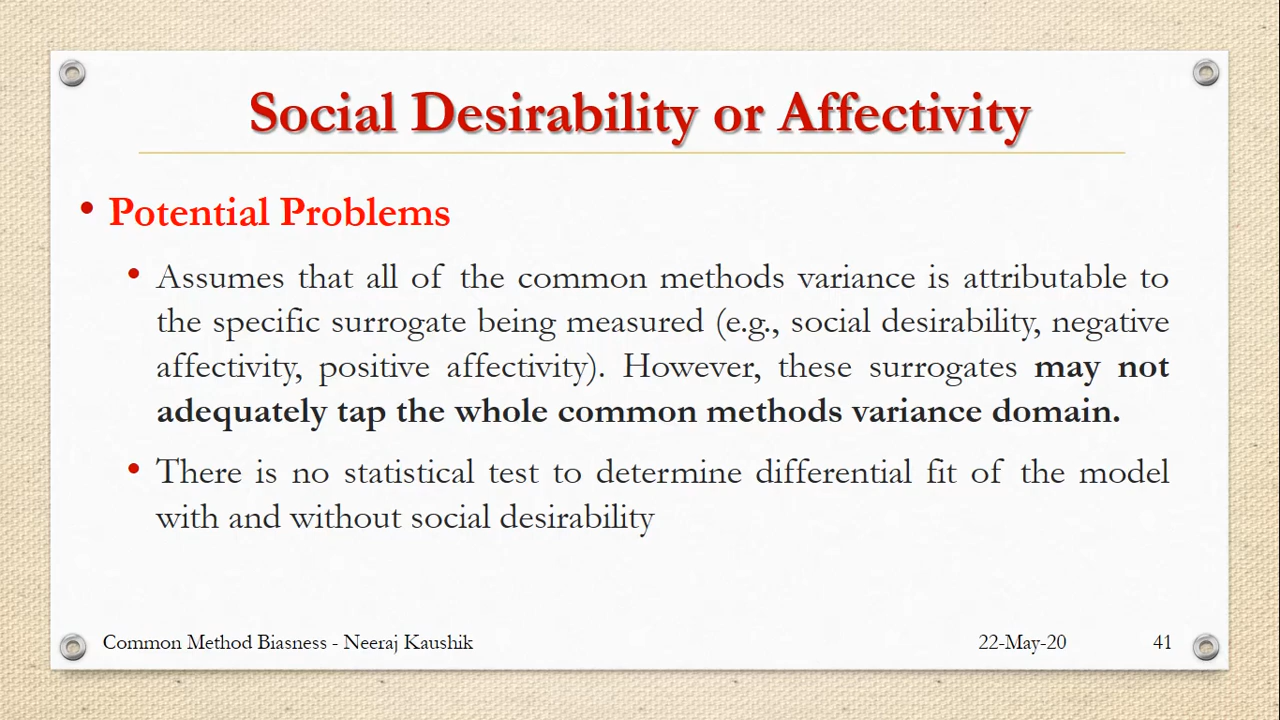 Social Desirability or Affectivity
• Potential Problems
• Assumes that all of the common methods variance is attributable to
the specific surrogate being measured (e.g., social desirability, negative
affectivity, positive affectivity). However, these surrogates may not
adequately tap the whole common methods variance domain.
• There is no statistical test to determine differential fit of the model
with and without social desirability
Common Method Biasness - Neeraj Kaushik 22-May-20 41